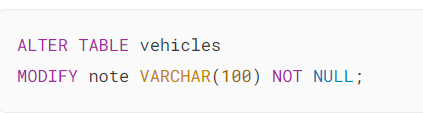 ALTER TABLE vehicles
MODIFY note VARCHAR(100) NOT NULL;